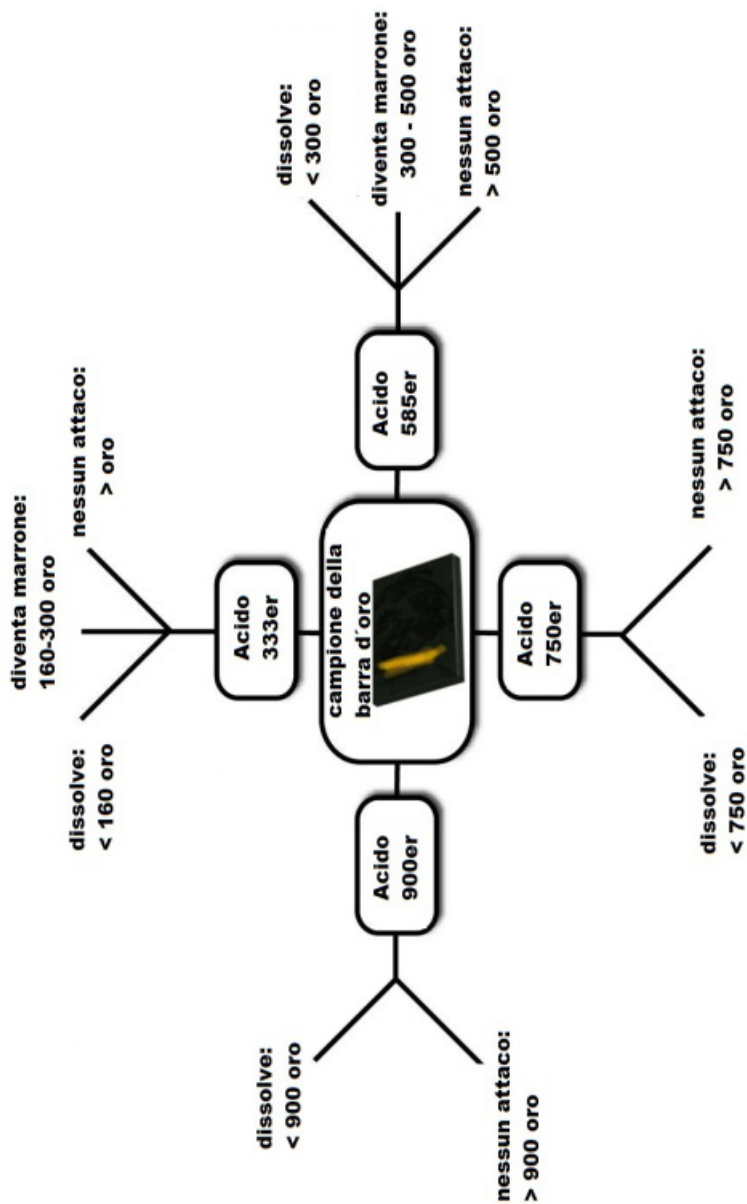 dissolve:
< 160 oro
diventa marrone:
160-300 oro
nessun attaco:
> oro
Acido
333er
dissolve:
< 900 oro
nessun attaco:
> 900 oro
Acido
900er
campione della
barra d´oro
Acido
585er
dissolve:
< 300 oro
diventa marrone:
300 - 500 oro
nessun attaco:
> 500 oro
Acido
750er
dissolve:
< 750 oro
nessun attaco:
> 750 oro